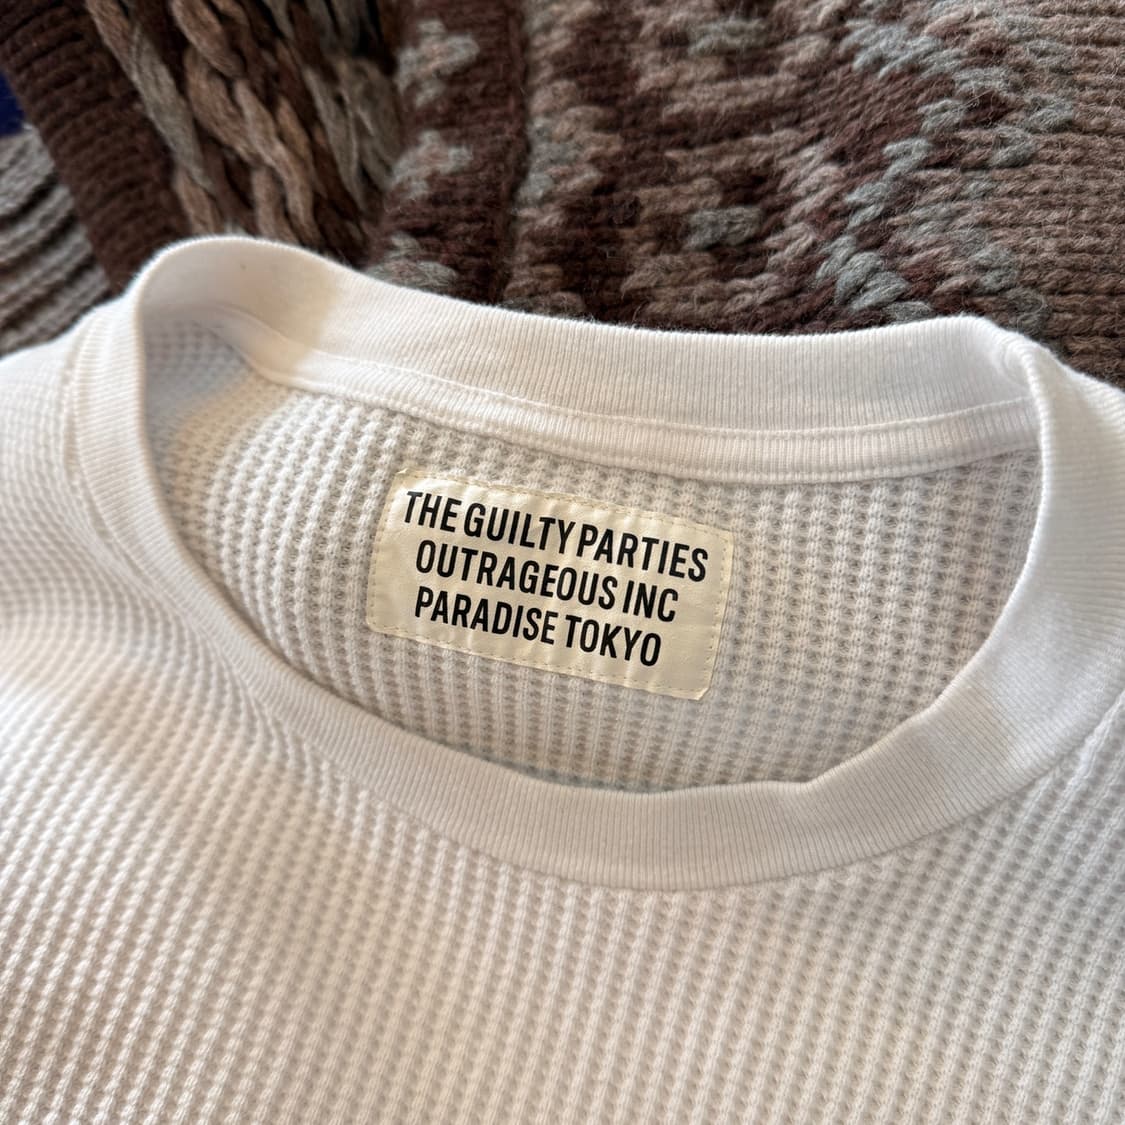 THE GUILTY PARTIES
OUTRAGEOUS INC
PARADISE TOKYO